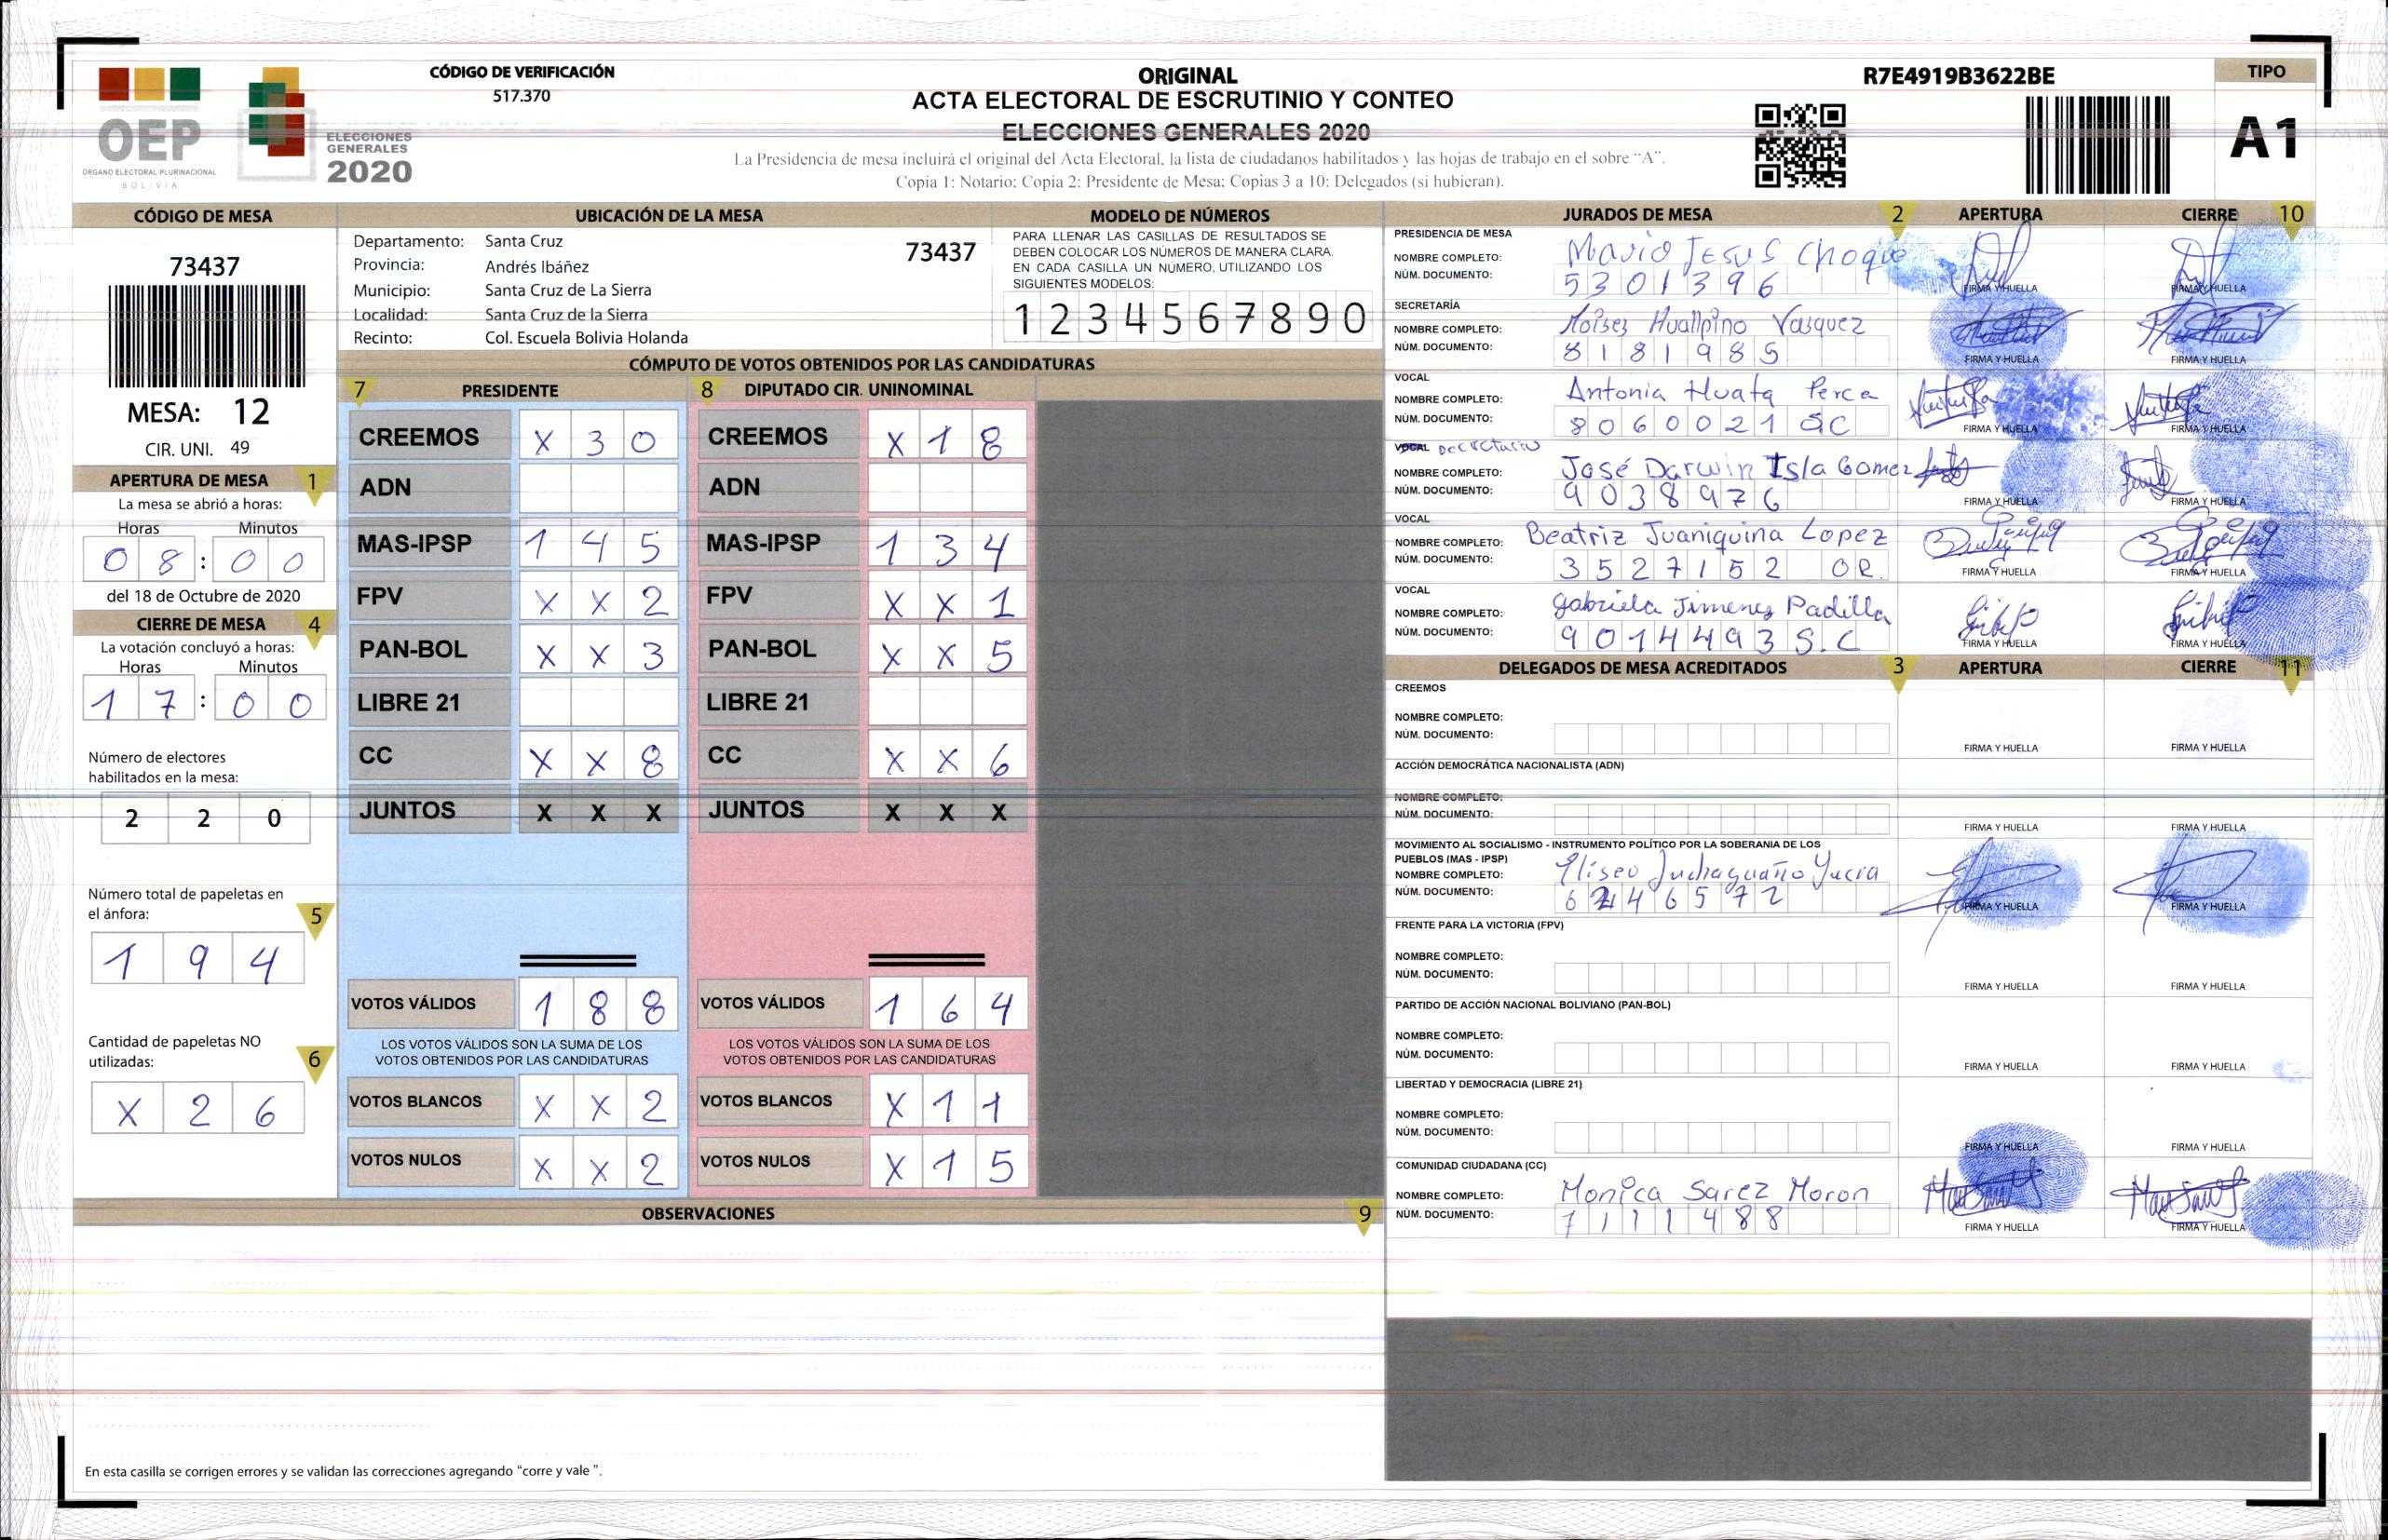 CÓDIGO DE VERIFICACIÓN
517.370
OEP
ÓRGANO ELECTORAL PLURINACIONAL
BOLIVIA
ELECCIONES
GENERALES
2020
ORIGINAL
ACTA ELECTORAL DE ESCRUTINIO Y CONTEO
ELECCIONES GENERALES 2020
La Presidencia de mesa incluirá el original del Acta Electoral, la lista de ciudadanos habilitados y las hojas de trabajo en el sobre "A".
Copia 1: Notario; Copia 2: Presidente de Mesa; Copias 3 a 10: Delegados (si hubieran).
R7E4919B3622BE
TIPO
A1
CÓDIGO DE MESA
73437
MESA: 12
CIR. UNI. 49
APERTURA DE MESA 1
La mesa se abrió a horas:
Horas Minutos
0 8 : 0 0
del 18 de Octubre de 2020
CIERRE DE MESA 4
La votación concluyó a horas:
Horas Minutos
1 7 : 0 0
Número de electores
habilitados en la mesa:
2 2 0
Número total de papeletas en
el ánfora: 5
1 9 4
Cantidad de papeletas NO
utilizadas: 6
X 2 6
UBICACIÓN DE LA MESA
Departamento: Santa Cruz 73437
Provincia: Andrés Ibáñez
Municipio: Santa Cruz de La Sierra
Localidad: Santa Cruz de la Sierra
Recinto: Col. Escuela Bolivia Holanda
MODELO DE NÚMEROS
PARA LLENAR LAS CASILLAS DE RESULTADOS SE
DEBEN COLOCAR LOS NÚMEROS DE MANERA CLARA.
EN CADA CASILLA UN NÚMERO, UTILIZANDO LOS
SIGUIENTES MODELOS:
1 2 3 4 5 6 7 8 9 0
CÓMPUTO DE VOTOS OBTENIDOS POR LAS CANDIDATURAS
7 PRESIDENTE 8 DIPUTADO CIR. UNINOMINAL
CREEMOS X 3 0 CREEMOS X 1 8
ADN ADN
MAS-IPSP 1 4 5 MAS-IPSP 1 3 4
FPV X X 2 FPV X X 1
PAN-BOL X X 3 PAN-BOL X X 5
LIBRE 21 LIBRE 21
CC X X 8 CC X X 6
JUNTOS X X X JUNTOS X X X
VOTOS VÁLIDOS 1 8 8 VOTOS VÁLIDOS 1 6 4
LOS VOTOS VÁLIDOS SON LA SUMA DE LOS LOS VOTOS VÁLIDOS SON LA SUMA DE LOS
VOTOS OBTENIDOS POR LAS CANDIDATURAS VOTOS OBTENIDOS POR LAS CANDIDATURAS
VOTOS BLANCOS X X 2 VOTOS BLANCOS X 1 1
VOTOS NULOS X X 2 VOTOS NULOS X 1 5
OBSERVACIONES 9
En esta casilla se corrigen errores y se validan las correcciones agregando "corre y vale ".
JURADOS DE MESA 2 APERTURA CIERRE 10
PRESIDENCIA DE MESA
NOMBRE COMPLETO: Mavio Jesus Choque
NÚM. DOCUMENTO: 5301396
FIRMA Y HUELLA FIRMA Y HUELLA
SECRETARÍA
NOMBRE COMPLETO: Moises Huallpino Vasquez
NÚM. DOCUMENTO: 8181985
FIRMA Y HUELLA FIRMA Y HUELLA
VOCAL
NOMBRE COMPLETO: Antonia Huata Perca
NÚM. DOCUMENTO: 8060021 SC
FIRMA Y HUELLA FIRMA Y HUELLA
VOCAL
NOMBRE COMPLETO: José Darwin Isla Gomez
NÚM. DOCUMENTO: 9038976
FIRMA Y HUELLA FIRMA Y HUELLA
VOCAL
NOMBRE COMPLETO: Beatriz Juaniquina Lopez
NÚM. DOCUMENTO: 3527152 OR.
FIRMA Y HUELLA FIRMA Y HUELLA
VOCAL
NOMBRE COMPLETO: Gabriela Jimenez Padilla
NÚM. DOCUMENTO: 9014493 S.C
FIRMA Y HUELLA FIRMA Y HUELLA
DELEGADOS DE MESA ACREDITADOS 3 APERTURA CIERRE 11
CREEMOS
NOMBRE COMPLETO:
NÚM. DOCUMENTO:
FIRMA Y HUELLA FIRMA Y HUELLA
ACCIÓN DEMOCRÁTICA NACIONALISTA (ADN)
NOMBRE COMPLETO:
NÚM. DOCUMENTO:
FIRMA Y HUELLA FIRMA Y HUELLA
MOVIMIENTO AL SOCIALISMO - INSTRUMENTO POLÍTICO POR LA SOBERANIA DE LOS
PUEBLOS (MAS - IPSP)
NOMBRE COMPLETO: Eliseo
NÚM. DOCUMENTO:
FIRMA Y HUELLA FIRMA Y HUELLA
FRENTE PARA LA VICTORIA (FPV)
NOMBRE COMPLETO:
NÚM. DOCUMENTO:
FIRMA Y HUELLA FIRMA Y HUELLA
PARTIDO DE ACCIÓN NACIONAL BOLIVIANO (PAN-BOL)
NOMBRE COMPLETO:
NÚM. DOCUMENTO:
FIRMA Y HUELLA FIRMA Y HUELLA
LIBERTAD Y DEMOCRACIA (LIBRE 21)
NOMBRE COMPLETO:
NÚM. DOCUMENTO:
FIRMA Y HUELLA FIRMA Y HUELLA
COMUNIDAD CIUDADANA (CC)
NOMBRE COMPLETO: Monica Sarez Moron
NÚM. DOCUMENTO: 7111488
FIRMA Y HUELLA FIRMA Y HUELLA